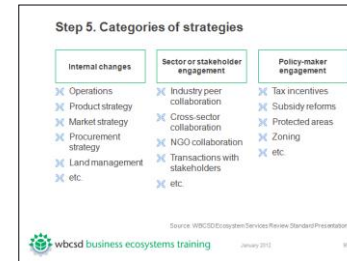 Step 5. Categories of strategies
Internal changes
Operations
Product strategy
Market strategy
Procurement
strategy
Land management
etc.
Sector or stakeholder
engagement
Industry peer
collaboration
Cross-sector
collaboration
NGO collaboration
Transactions with
stakeholders
etc.
Policy-maker
engagement
Tax incentives
Subsidy reforms
Protected areas
Zoning
etc.
Source: WBCSD Ecosystem Services Review Standard Presentation
wbcsd business ecosystems training
January 2012